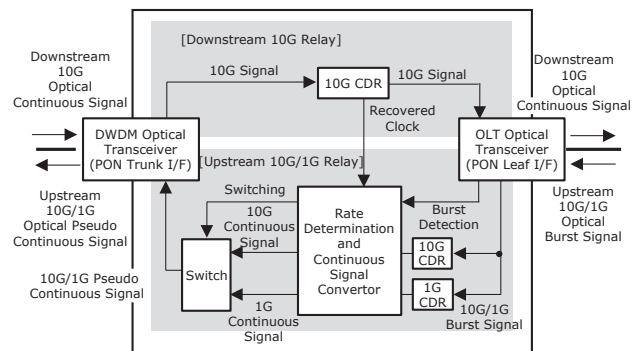 [Downstream 10G Relay]
Downstream
10G
Optical
Continuous Signal
10G Signal
10G CDR
10G Signal
Downstream
10G
Optical
Continuous Signal
Recovered
Clock
DWDM Optical
Transceiver
(PON Trunk I/F)
OLT Optical
Transceiver
(PON Leaf I/F)
[Upstream 10G/1G Relay]
Upstream
10G/1G
Optical Pseudo
Continuous Signal
Switching
10G
Continuous
Signal
Rate
Determination
and
Continuous
Signal
Convertor
Burst
Detection
Upstream
10G/1G
Optical
Burst Signal
10G
CDR
Switch
10G/1G Pseudo
Continuous Signal
1G
CDR
1G
Continuous
Signal
10G/1G
Burst Signal